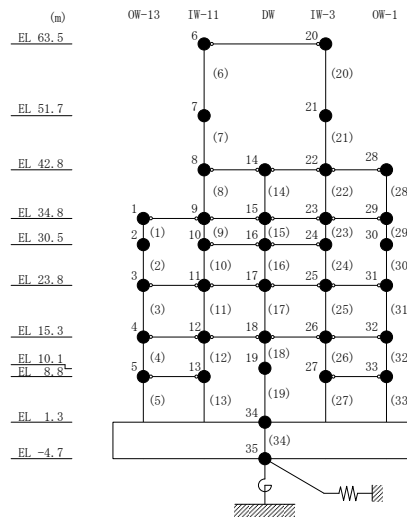 (m) OW-13 IW-11 DW IW-3 OW-1
EL 63.5 6 20
(6) (20)
EL 51.7 7 21
(7) (21)
EL 42.8 8 14 22 28
(8) (14) (22) (28)
EL 34.8 1 9 15 23 29
(1) (9) (15) (23) (29)
EL 30.5 2 10 16 24 30
(2) (10) (16) (24) (30)
EL 23.8 3 11 17 25 31
(3) (11) (17) (25) (31)
EL 15.3 4 12 18 26 32
(4) (12) (18) (26) (32)
EL 10.1 19
EL 8.8 5 13 27 33
(5) (13) (19) (27) (33)
EL 1.3 34
(34)
EL -4.7 35